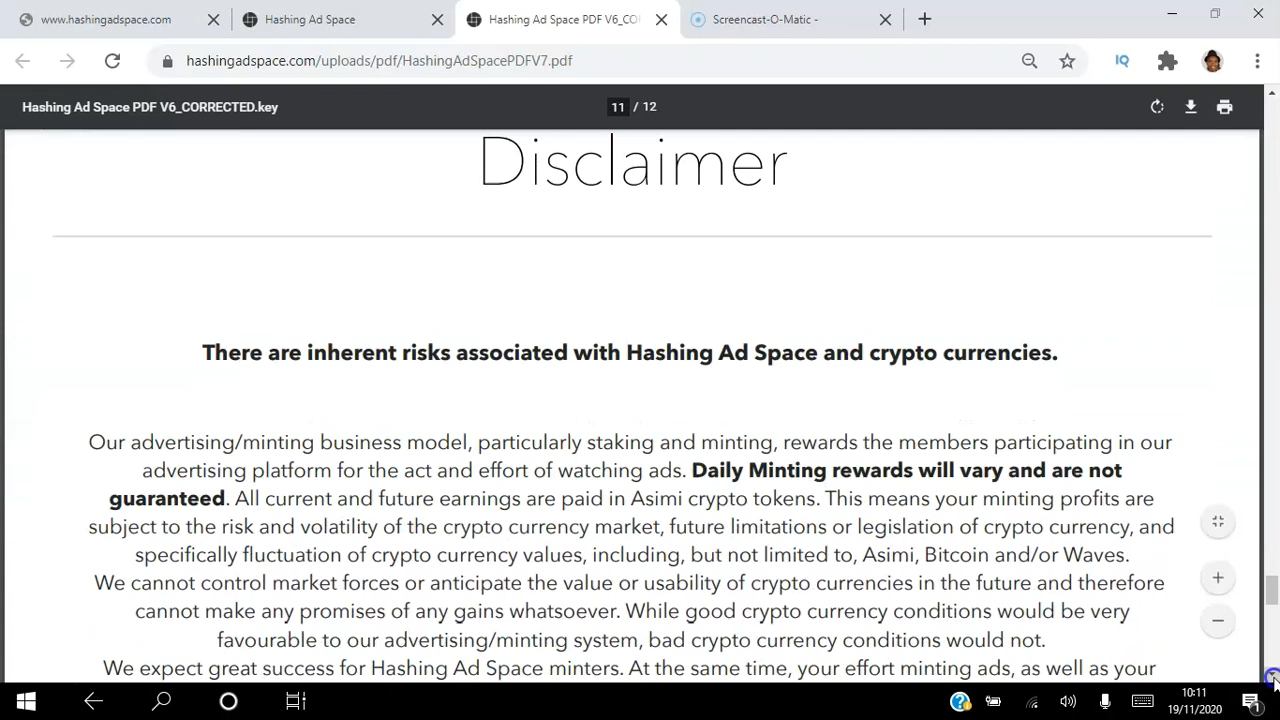 www.hashingadspace.com
Hashing Ad Space
Hashing Ad Space PDF V6_CO
Screencast-O-Matic -
hashingadspace.com/uploads/pdf/HashingAdSpacePDFV7.pdf
IQ
Hashing Ad Space PDF V6_CORRECTED.key
11 / 12
Disclaimer
There are inherent risks associated with Hashing Ad Space and crypto currencies.
Our advertising/minting business model, particularly staking and minting, rewards the members participating in our
advertising platform for the act and effort of watching ads. Daily Minting rewards will vary and are not
guaranteed. All current and future earnings are paid in Asimi crypto tokens. This means your minting profits are
subject to the risk and volatility of the crypto currency market, future limitations or legislation of crypto currency, and
specifically fluctuation of crypto currency values, including, but not limited to, Asimi, Bitcoin and/or Waves.
We cannot control market forces or anticipate the value or usability of crypto currencies in the future and therefore
cannot make any promises of any gains whatsoever. While good crypto currency conditions would be very
favourable to our advertising/minting system, bad crypto currency conditions would not.
We expect great success for Hashing Ad Space minters. At the same time, your effort minting ads, as well as your
10:11
19/11/2020
1